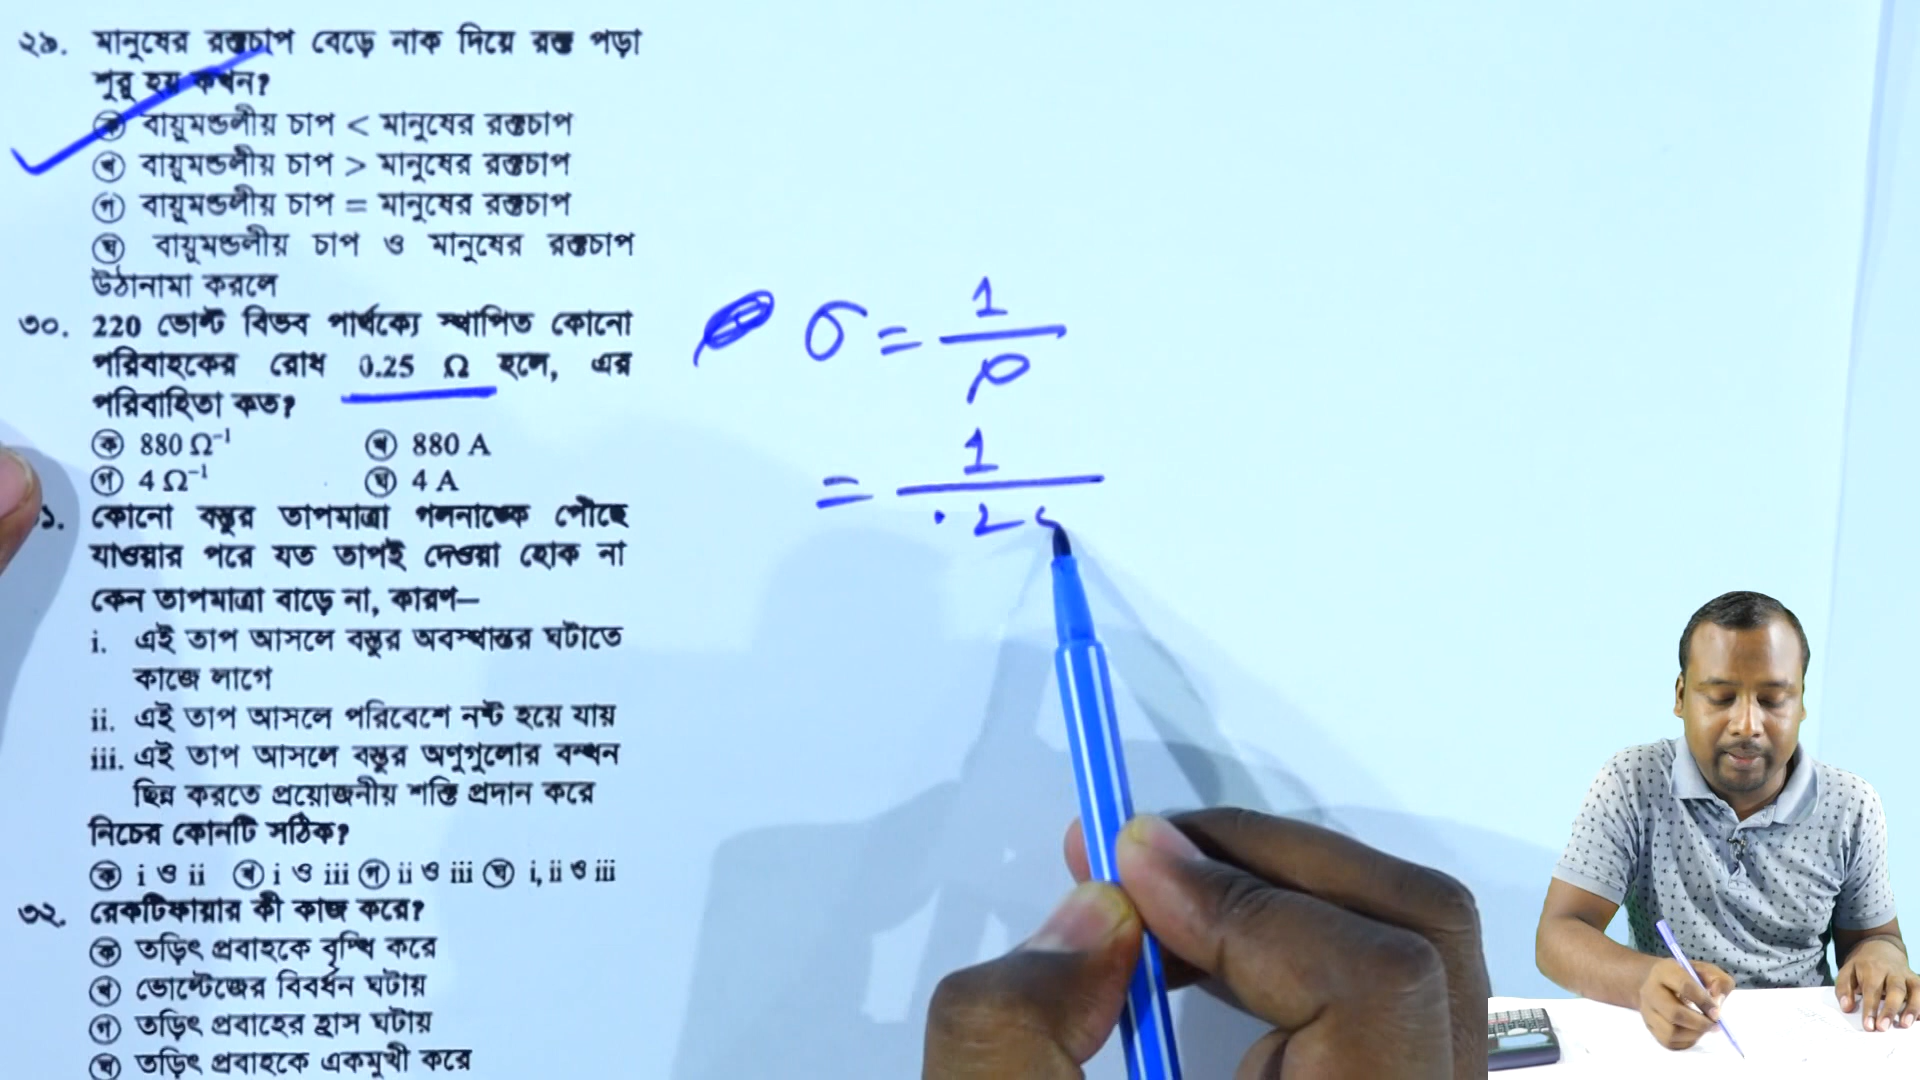 ২৯. মানুষের রক্তচাপ বেড়ে নাক দিয়ে রক্ত পড়া
শুরু হয় কখন?
ক বায়ুমণ্ডলীয় চাপ < মানুষের রক্তচাপ
খ বায়ুমণ্ডলীয় চাপ > মানুষের রক্তচাপ
গ বায়ুমণ্ডলীয় চাপ = মানুষের রক্তচাপ
ঘ বায়ুমণ্ডলীয় চাপ ও মানুষের রক্তচাপ
উঠানামা করলে
৩০. 220 ভোল্ট বিভব পার্থক্যে স্থাপিত কোনো
পরিবাহকের রোধ 0.25 Ω হলে, এর
পরিবাহিতা কত?
ক 880 Ω⁻¹ খ 880 A
গ 4 Ω⁻¹ ঘ 4 A
১. কোনো বস্তুর তাপমাত্রা গলনাঙ্কে পৌঁছে
যাওয়ার পরে যত তাপই দেওয়া হোক না
কেন তাপমাত্রা বাড়ে না, কারণ—
i. এই তাপ আসলে বস্তুর অবস্থান্তর ঘটাতে
কাজে লাগে
ii. এই তাপ আসলে পরিবেশে নষ্ট হয়ে যায়
iii. এই তাপ আসলে বস্তুর অণুগুলোর বন্ধন
ছিন্ন করতে প্রয়োজনীয় শক্তি প্রদান করে
নিচের কোনটি সঠিক?
ক i ও ii খ i ও iii গ ii ও iii ঘ i, ii ও iii
৩২. রেকটিফায়ার কী কাজ করে?
ক তড়িৎ প্রবাহকে বৃদ্ধি করে
খ ভোল্টেজের বিবর্ধন ঘটায়
গ তড়িৎ প্রবাহের হ্রাস ঘটায়
ঘ তড়িৎ প্রবাহকে একমুখী করে
σ = 1/ρ
= 1/.25